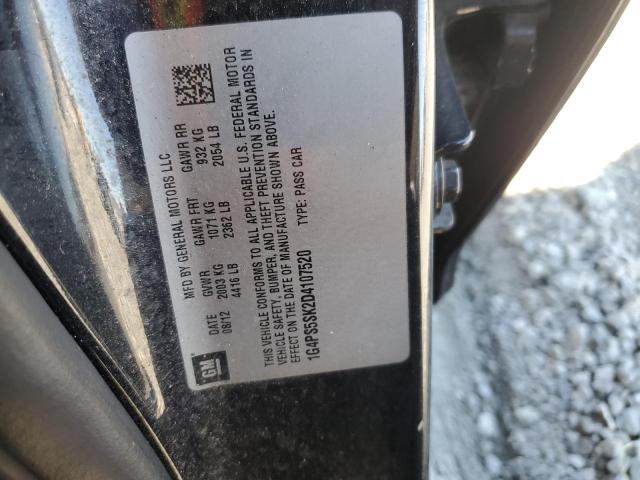 MFD BY GENERAL MOTORS LLC
DATE GVWR GAWR FRT GAWR RR
08/12 2003 KG 1071 KG 932 KG
4416 LB 2362 LB 2054 LB
THIS VEHICLE CONFORMS TO ALL APPLICABLE U.S. FEDERAL MOTOR
VEHICLE SAFETY, BUMPER, AND THEFT PREVENTION STANDARDS IN
EFFECT ON THE DATE OF MANUFACTURE SHOWN ABOVE.
1G4PS5SK2D4107520 TYPE: PASS CAR
GM